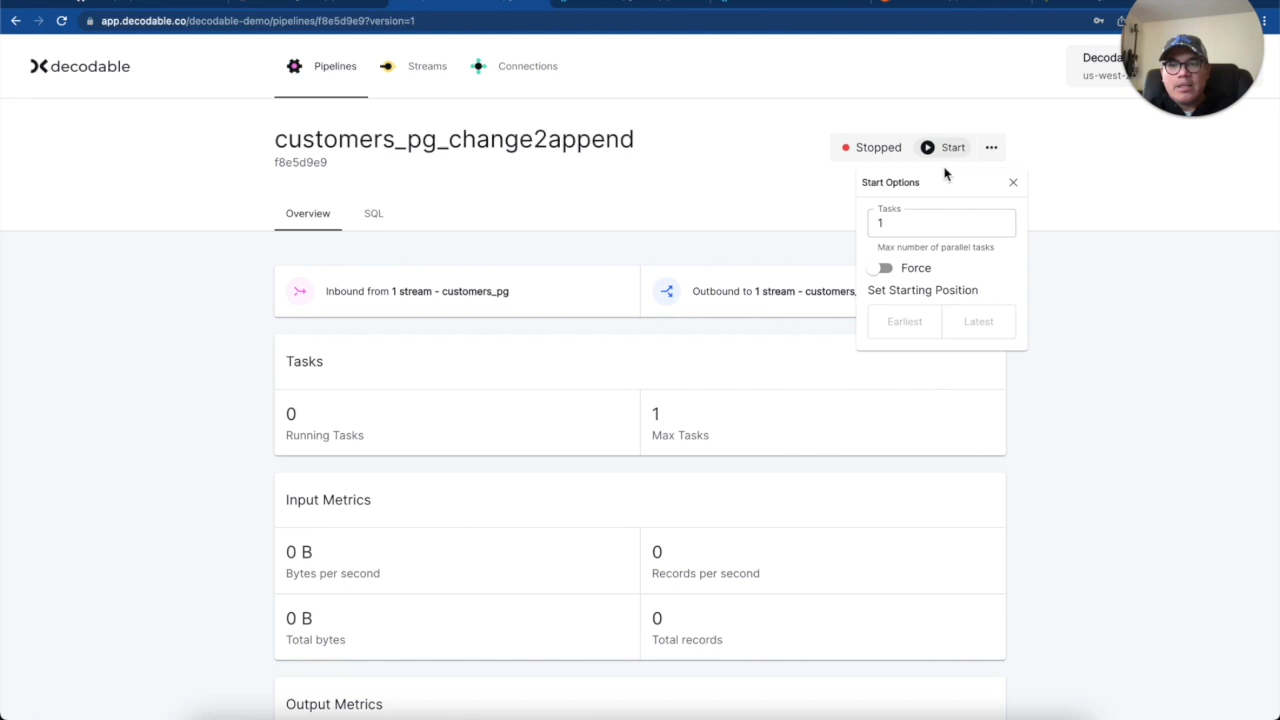 app.decodable.co/decodable-demo/pipelines/f8e5d9e9?version=1
decodable
Pipelines
Streams
Connections
Decoda
us-west-
customers_pg_change2append
f8e5d9e9
Stopped
Start
Start Options
Tasks
1
Max number of parallel tasks
Force
Set Starting Position
Earliest
Latest
Overview
SQL
Inbound from 1 stream - customers_pg
Outbound to 1 stream - customers_
Tasks
0
Running Tasks
1
Max Tasks
Input Metrics
0 B
Bytes per second
0
Records per second
0 B
Total bytes
0
Total records
Output Metrics